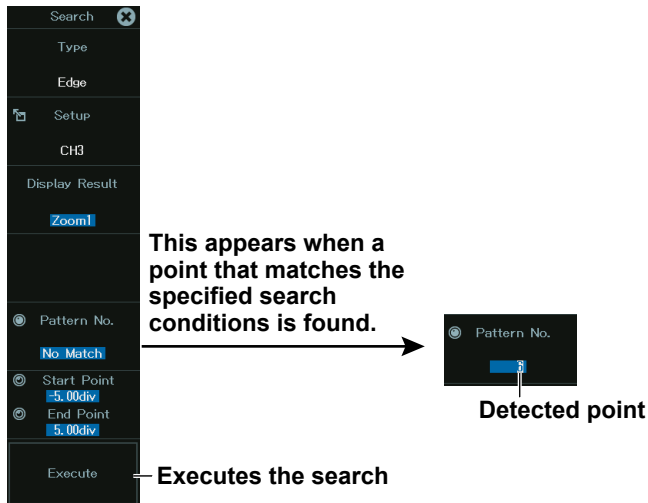 Search
Type
Edge
Setup
CH3
Display Result
Zoom1
This appears when a
point that matches the
specified search
conditions is found.
Pattern No.
No Match
Pattern No.
6
Detected point
Start Point
-5.00div
End Point
5.00div
Execute
Executes the search